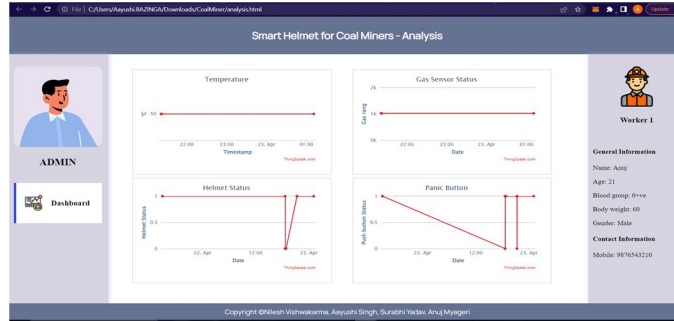 File | C:/Users/Aayushi.BAZINGA/Downloads/CoalMiner/analysis.html
Update
Smart Helmet for Coal Miners - Analysis
ADMIN
Dashboard
Temperature
°C
50
22:00 23:00 23. Apr 01:00
Timestamp
ThingSpeak.com
Gas Sensor Status
Gas rang
2k
1k
0k
22:00 23:00 23. Apr 01:00
Date
ThingSpeak.com
Helmet Status
Helmet Status
1
0.5
0
22. Apr 12:00 23. Apr
Date
ThingSpeak.com
Panic Button
Push button Status
1
0.5
0
22. Apr 12:00 23. Apr
Date
ThingSpeak.com
Worker 1
General Information
Name: Anuj
Age: 21
Blood group: 0+ve
Body weight: 60
Gender: Male
Contact Information
Mobile: 9876543210
Copyright ©Nilesh Vishwakarma, Aayushi Singh, Surabhi Yadav, Anuj Myageri